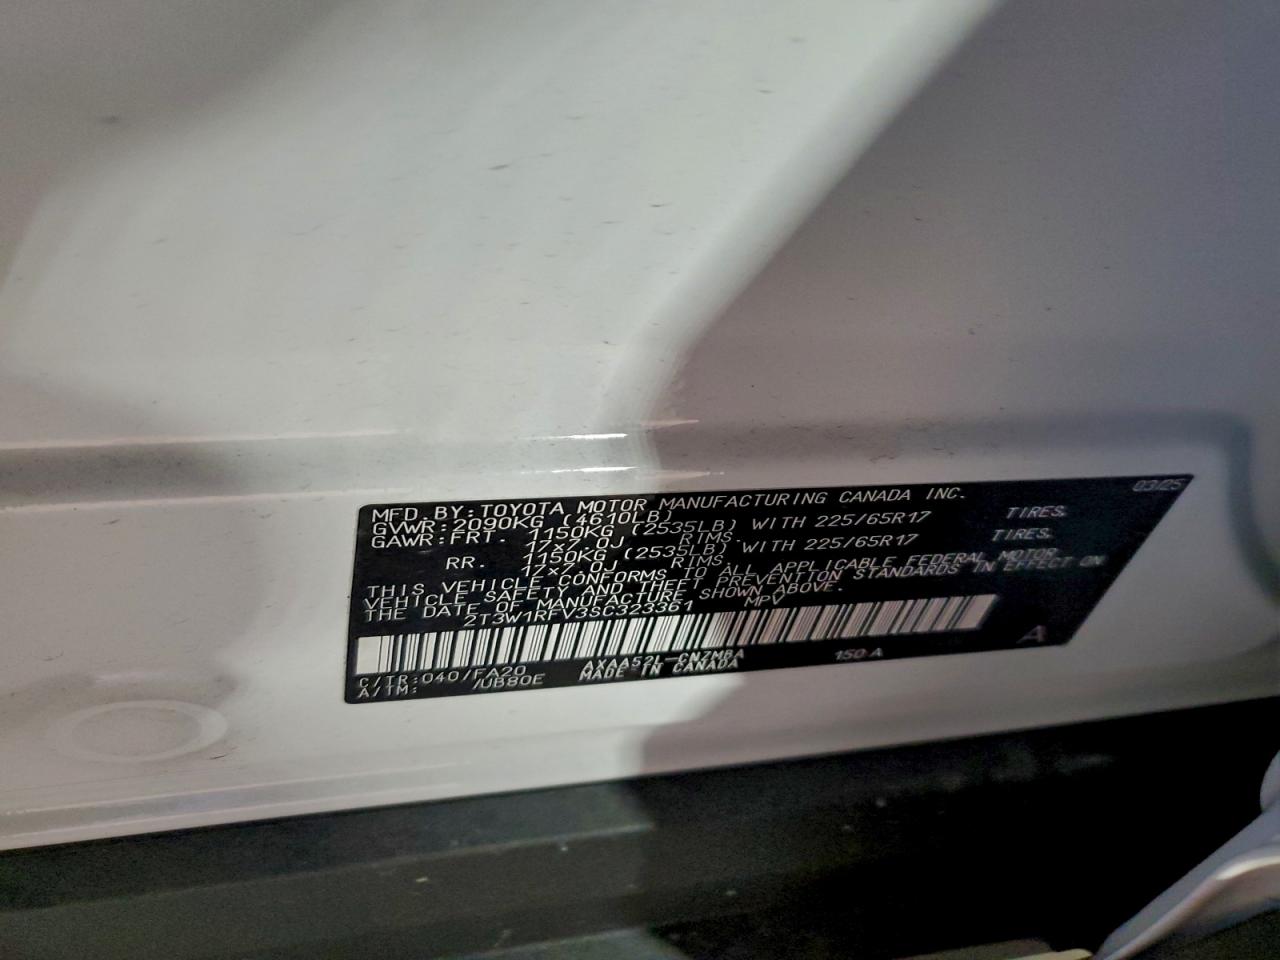 03/25
MFD. BY: TOYOTA MOTOR MANUFACTURING CANADA INC.
GVWR: 2090KG (4610LB)
GAWR: FRT. 1150KG (2535LB) WITH 225/65R17 TIRES.
17x7.0J RIMS.
RR. 1150KG (2535LB) WITH 225/65R17 TIRES.
17x7.0J RIMS.
THIS VEHICLE CONFORMS TO ALL APPLICABLE FEDERAL MOTOR
VEHICLE SAFETY AND THEFT PREVENTION STANDARDS IN EFFECT ON
THE DATE OF MANUFACTURE SHOWN ABOVE.
2T3W1RFV3SC323361 MPV
A
C/TR: 040/FA20 AXAA52L-CNZMBA 150 A
A/TM: /UB80E MADE IN CANADA